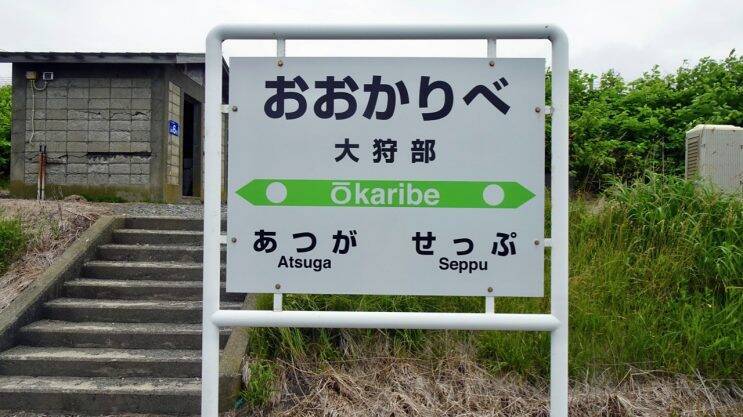 おおかりべ
大狩部
Ōkaribe
あつが せっぷ
Atsuga Seppu